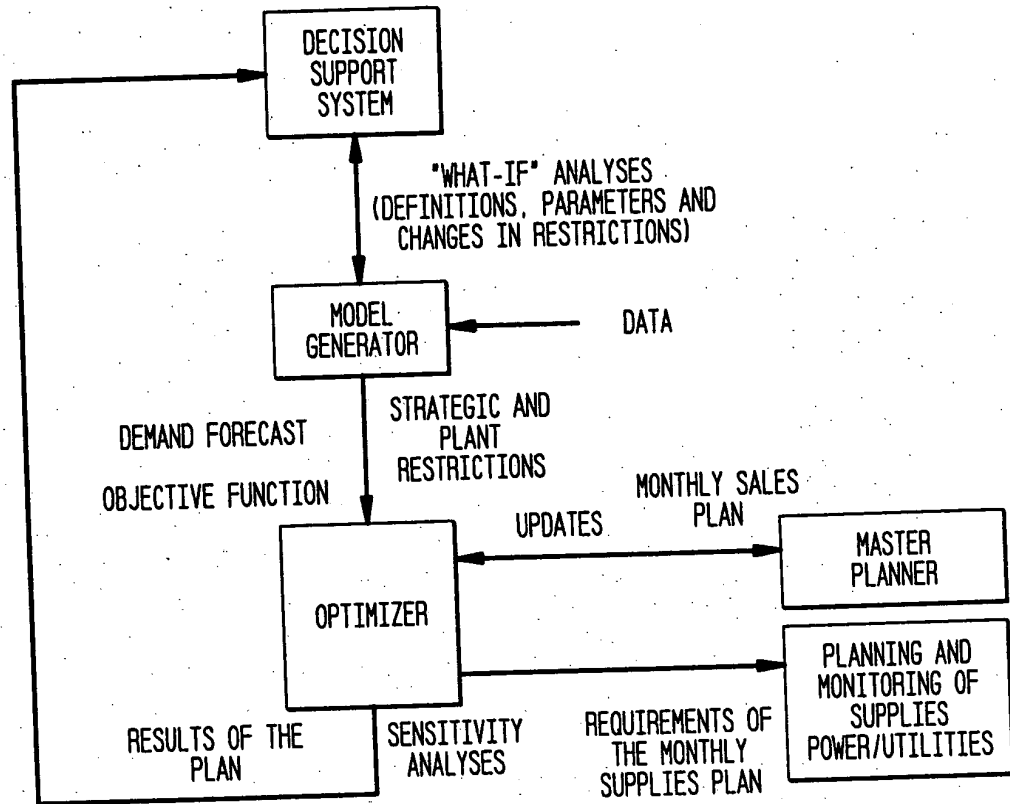 DECISION
SUPPORT
SYSTEM
"WHAT-IF" ANALYSES
(DEFINITIONS, PARAMETERS AND
CHANGES IN RESTRICTIONS)
MODEL
GENERATOR
DATA
DEMAND FORECAST
OBJECTIVE FUNCTION
STRATEGIC AND
PLANT
RESTRICTIONS
UPDATES
MONTHLY SALES
PLAN
MASTER
PLANNER
OPTIMIZER
PLANNING AND
MONITORING OF
SUPPLIES
POWER/UTILITIES
RESULTS OF THE
PLAN
SENSITIVITY
ANALYSES
REQUIREMENTS OF
THE MONTHLY
SUPPLIES PLAN